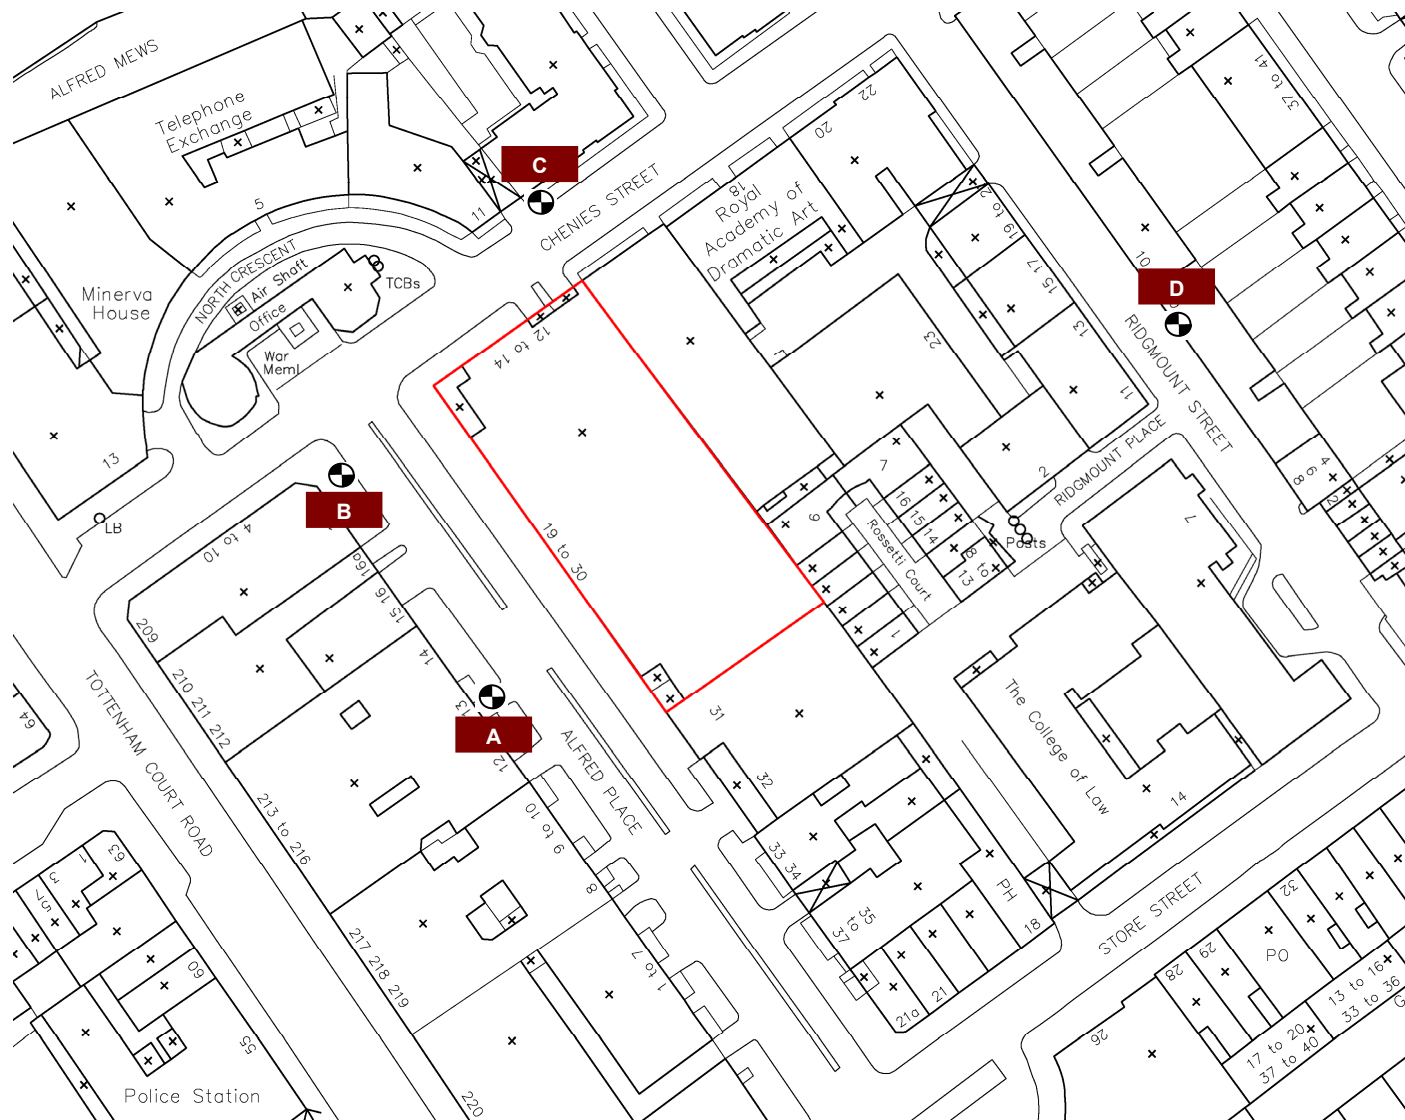 ALFRED MEWS
Telephone
Exchange
5
11
C
CHENIES STREET
22
20
18
Royal
Academy of
Dramatic Art
37 to 41
NORTH CRESCENT
Air Shaft
Office
TCBs
Minerva
House
War
Meml
12 to 14
19 to 21
15 17
13
11
23
10
D
RIDGMOUNT STREET
RIDGMOUNT PLACE
13
LB
B
4 to 10
16a
15 16
14
13
12
A
19 to 30
9
7
16
15
14
8 to
13
Rossetti Court
1
2
Posts
4
6
8
2
7
209
210 211 212
TOTTENHAM COURT ROAD
213 to 216
217 218 219
220
64
ALFRED PLACE
10 to 9
8
1 to 7
31
32
33 34
35
to
37
21a
21
18
PH
The College of Law
14
STORE STREET
63
1
3
5
57
60
55
Police Station
32
PO
29
28
26
13 to 16
33 to 36
17 to 20
37 to 40
G